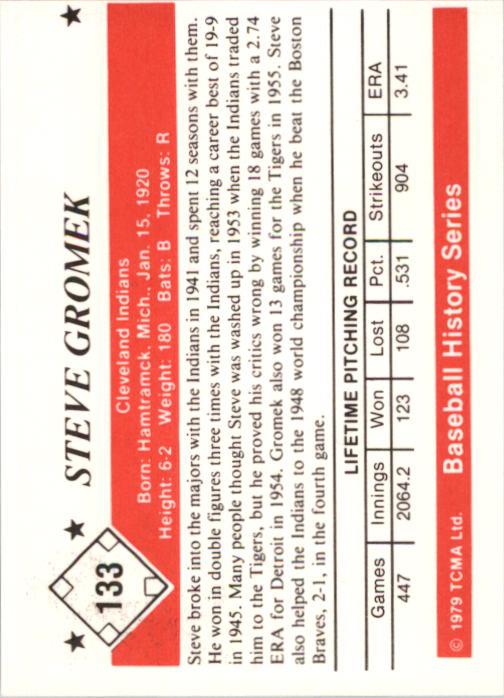 133
STEVE GROMEK
Cleveland Indians
Born: Hamtramck, Mich., Jan. 15, 1920
Height: 6-2 Weight: 180 Bats: B Throws: R
Steve broke into the majors with the Indians in 1941 and spent 12 seasons with them.
He won in double figures three times with the Indians, reaching a career best of 19-9
in 1945. Many people thought Steve was washed up in 1953 when the Indians traded
him to the Tigers, but he proved his critics wrong by winning 18 games with a 2.74
ERA for Detroit in 1954. Gromek also won 13 games for the Tigers in 1955. Steve
also helped the Indians to the 1948 world championship when he beat the Boston
Braves, 2-1, in the fourth game.
LIFETIME PITCHING RECORD
Games Innings Won Lost Pct. Strikeouts ERA
447 2064.2 123 108 .531 904 3.41
© 1979 TCMA Ltd. Baseball History Series